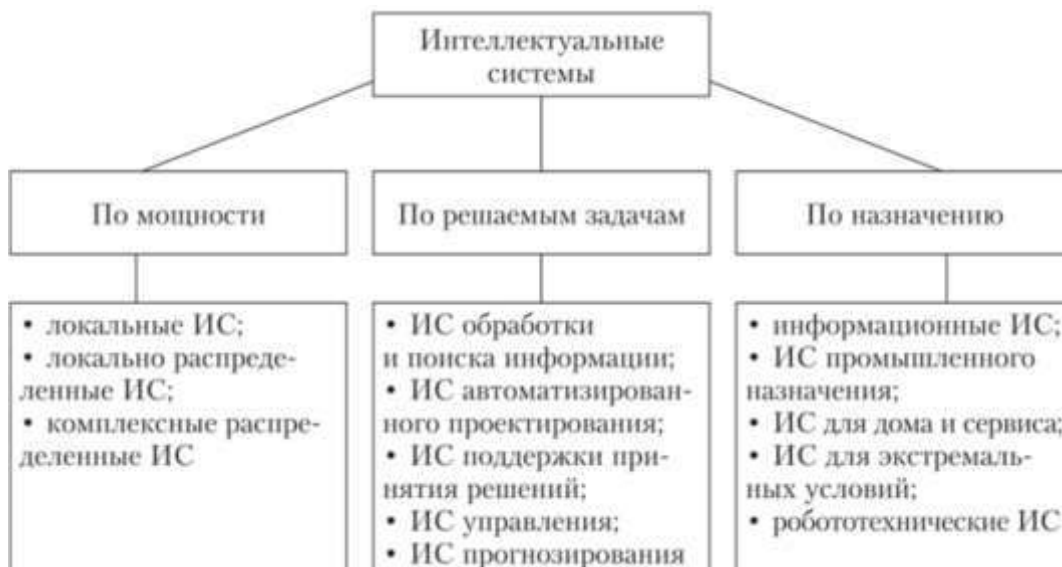 Интеллектуальные
системы
По мощности
По решаемым задачам
По назначению
• локальные ИС;
• локально распреде-
ленные ИС;
• комплексные распре-
деленные ИС
• ИС обработки
и поиска информации;
• ИС автоматизирован-
ного проектирования;
• ИС поддержки при-
нятия решений;
• ИС управления;
• ИС прогнозирования
• информационные ИС;
• ИС промышленного
назначения;
• ИС для дома и сервиса;
• ИС для экстремаль-
ных условий;
• робототехнические ИС